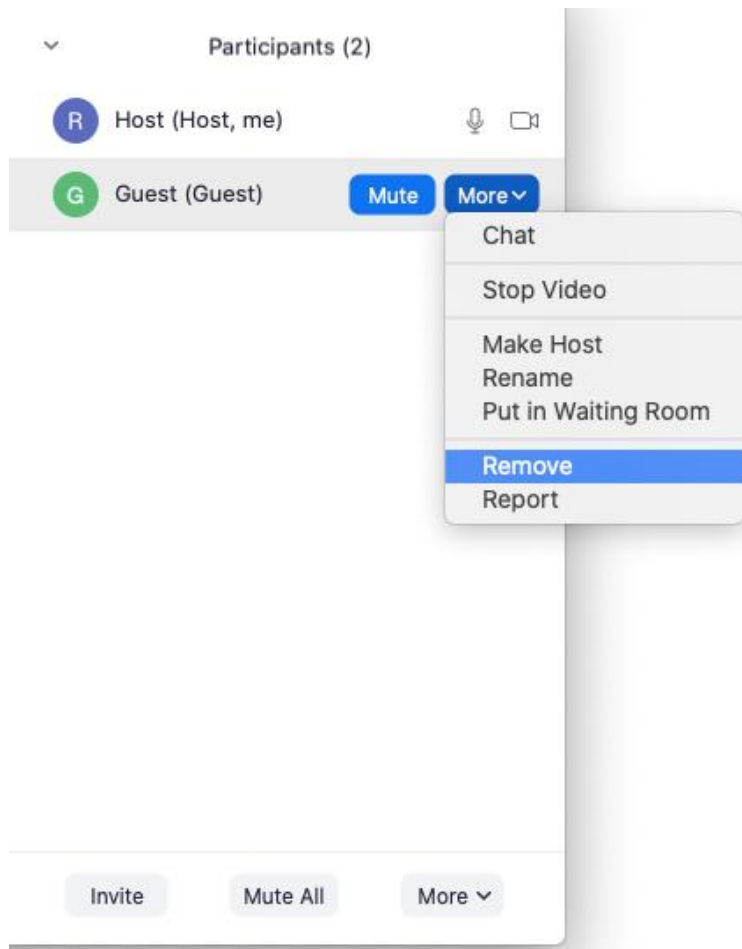 Participants (2)
R Host (Host, me)
G Guest (Guest) Mute More
Chat
Stop Video
Make Host
Rename
Put in Waiting Room
Remove
Report
Invite Mute All More